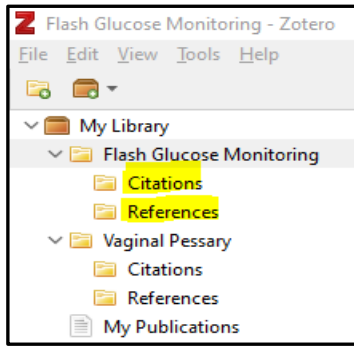 Flash Glucose Monitoring - Zotero
File Edit View Tools Help
My Library
Flash Glucose Monitoring
Citations
References
Vaginal Pessary
Citations
References
My Publications